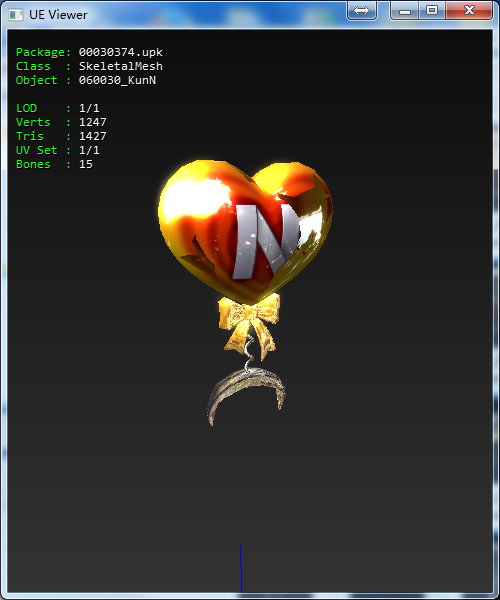 UE Viewer
Package: 00030374.upk
Class  : SkeletalMesh
Object : 060030_KunN
LOD    : 1/1
Verts  : 1247
Tris   : 1427
UV Set : 1/1
Bones  : 15
N